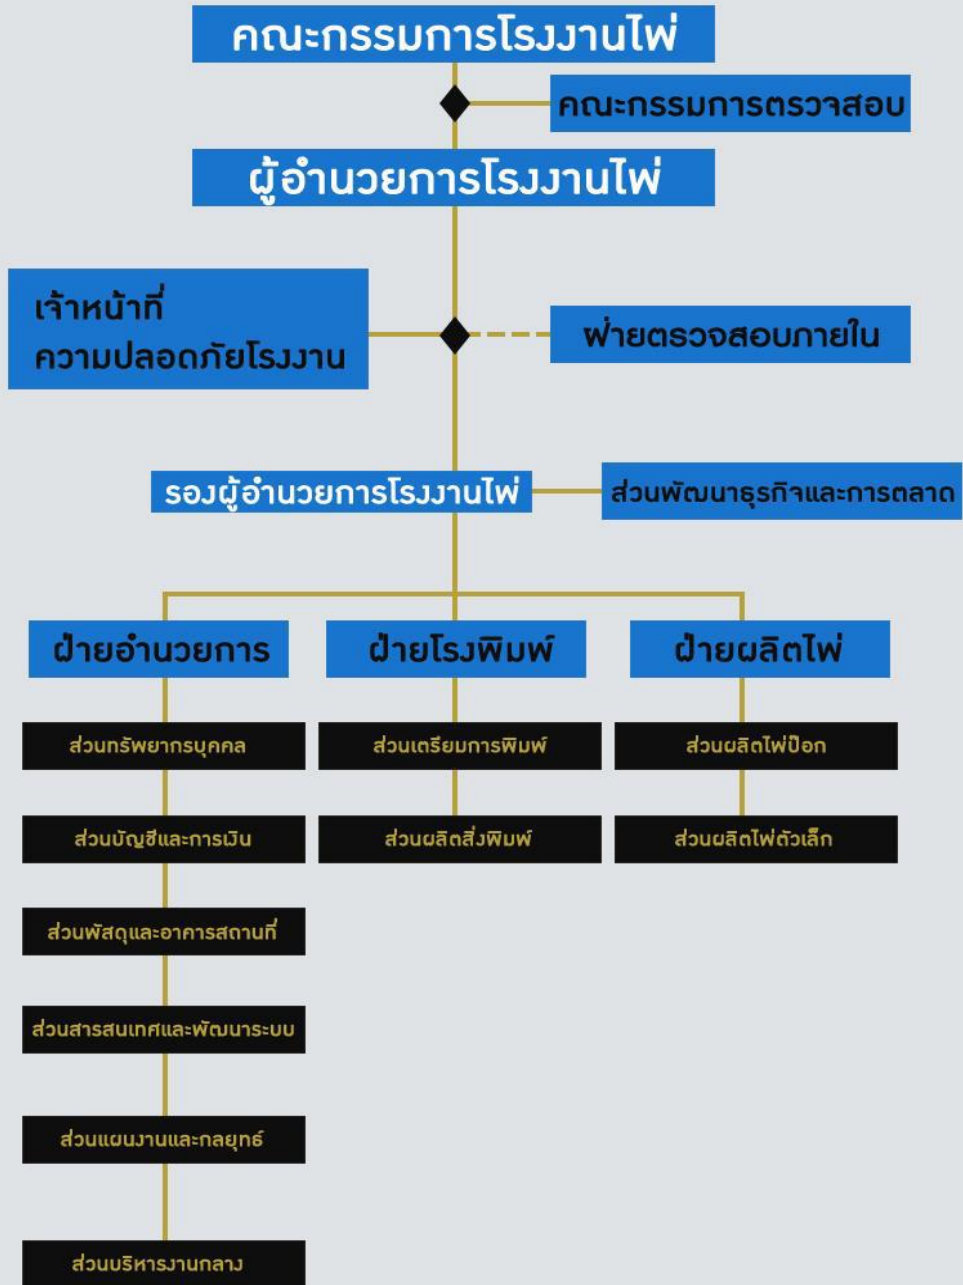 คณะกรรมการโรงงานไพ่
คณะกรรมการตรวจสอบ
ผู้อำนวยการโรงงานไพ่
เจ้าหน้าที่
ความปลอดภัยโรงงาน
ฝ่ายตรวจสอบภายใน
รองผู้อำนวยการโรงงานไพ่
ส่วนพัฒนาธุรกิจและการตลาด
ฝ่ายอำนวยการ
ฝ่ายโรงพิมพ์
ฝ่ายผลิตไพ่
ส่วนทรัพยากรบุคคล
ส่วนเตรียมการพิมพ์
ส่วนผลิตไพ่ป๊อก
ส่วนบัญชีและการเงิน
ส่วนผลิตสิ่งพิมพ์
ส่วนผลิตไพ่ตัวเล็ก
ส่วนพัสดุและอาคารสถานที่
ส่วนสารสนเทศและพัฒนาระบบ
ส่วนแผนงานและกลยุทธ์
ส่วนบริหารงานกลาง